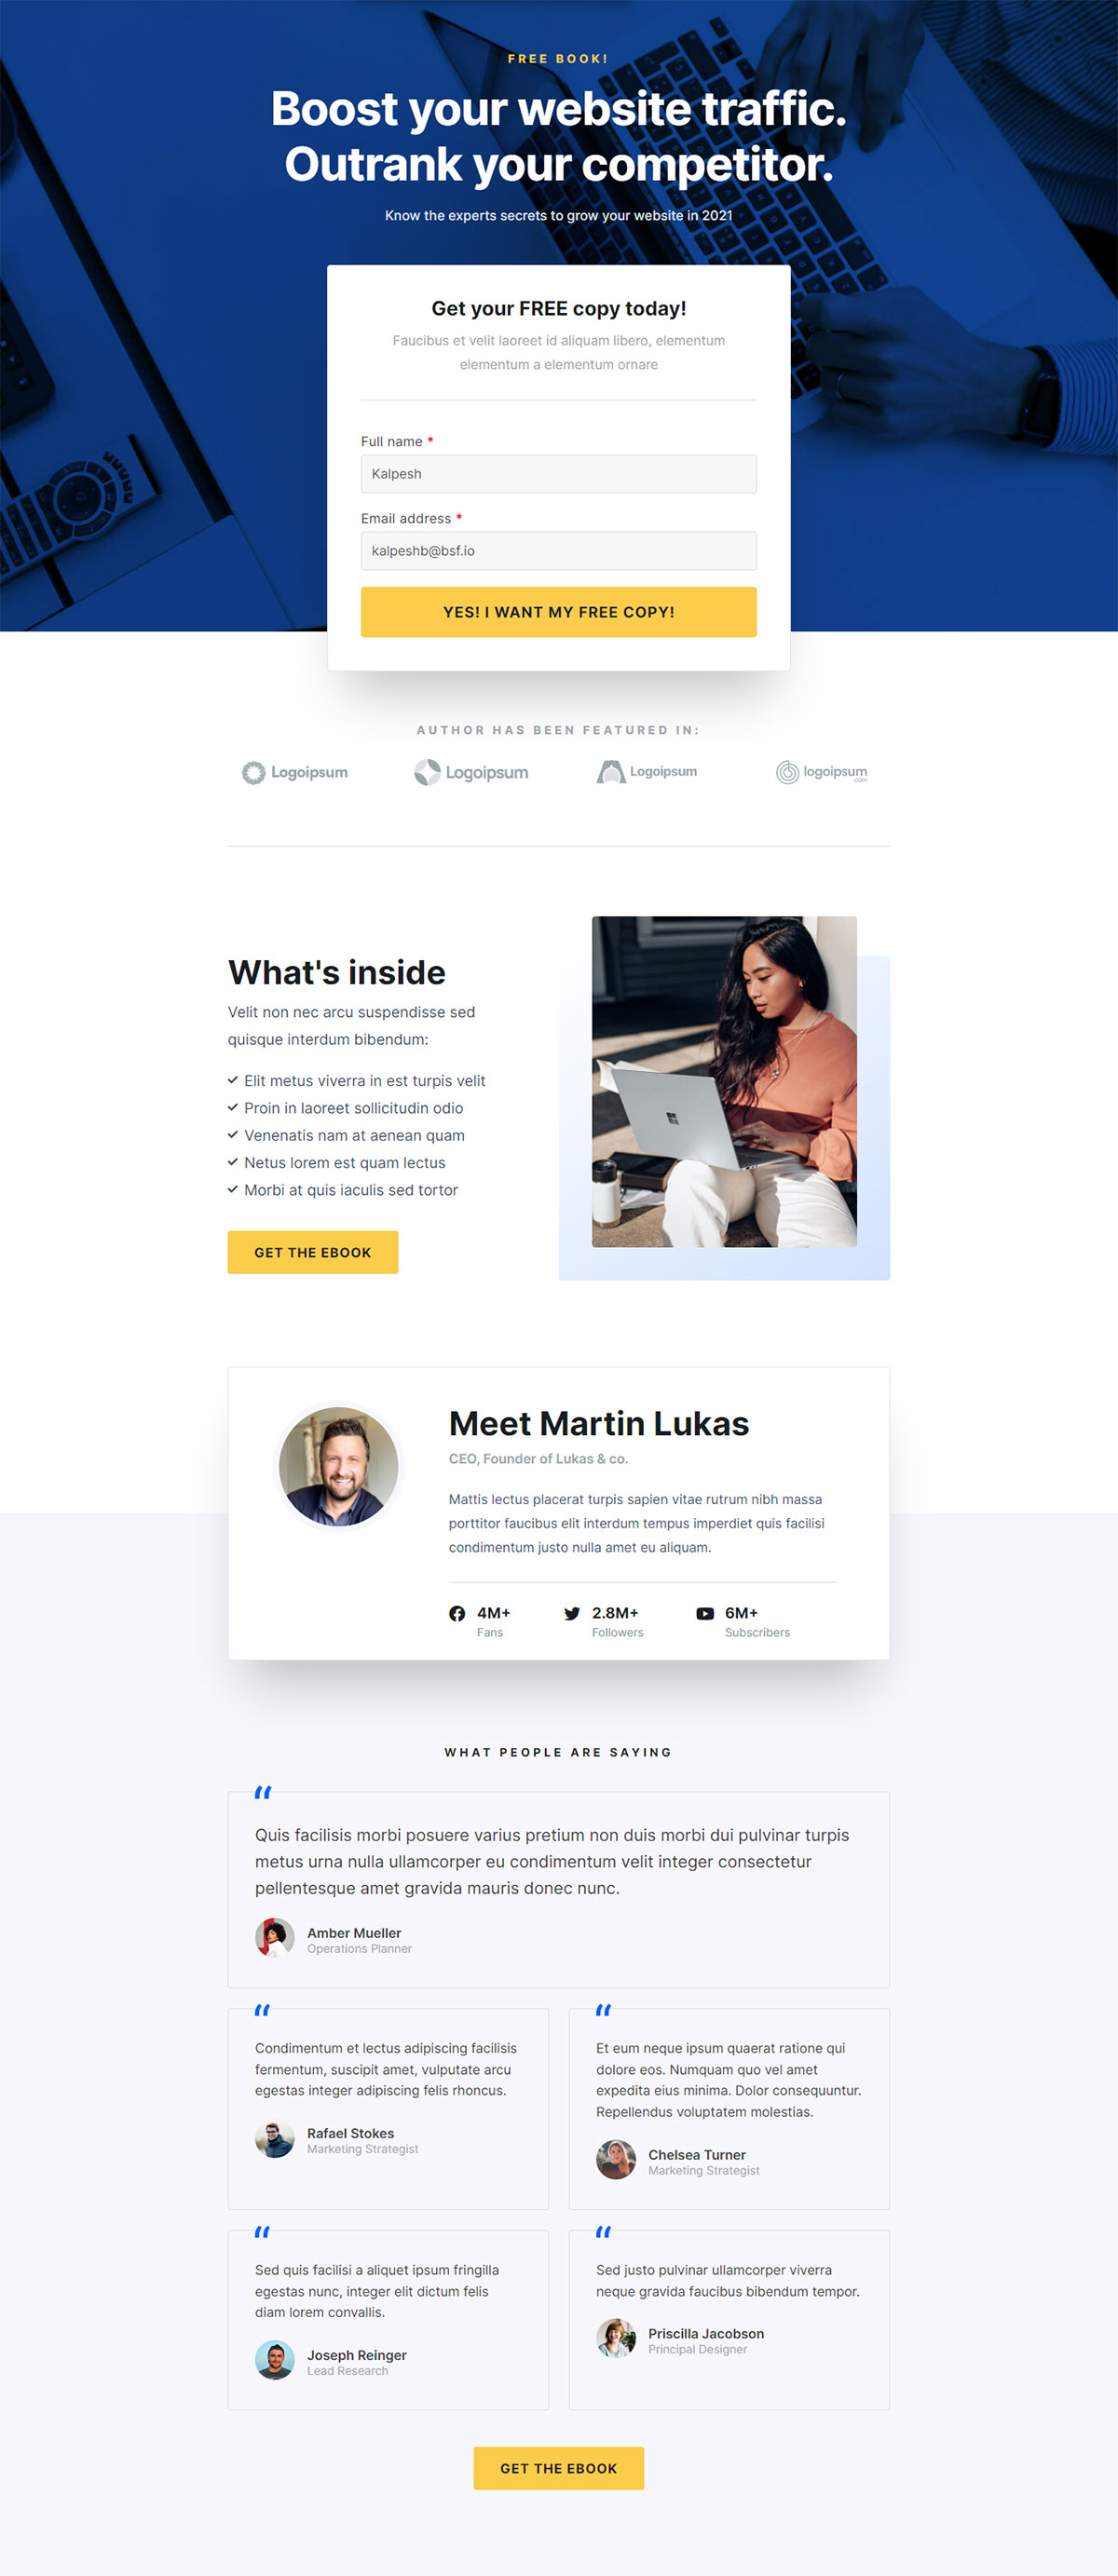 FREE BOOK!
Boost your website traffic.
Outrank your competitor.
Know the experts secrets to grow your website in 2021
Get your FREE copy today!
Faucibus et velit laoreet id aliquam libero, elementum
elementum a elementum ornare
Full name *
Kalpesh
Email address *
kalpeshb@bsf.io
YES! I WANT MY FREE COPY!
AUTHOR HAS BEEN FEATURED IN:
Logoipsum Logoipsum Logoipsum logoipsum .com
What's inside
Velit non nec arcu suspendisse sed
quisque interdum bibendum:
Elit metus viverra in est turpis velit
Proin in laoreet sollicitudin odio
Venenatis nam at aenean quam
Netus lorem est quam lectus
Morbi at quis iaculis sed tortor
GET THE EBOOK
Meet Martin Lukas
CEO, Founder of Lukas & co.
Mattis lectus placerat turpis sapien vitae rutrum nibh massa
porttitor faucibus elit interdum tempus imperdiet quis facilisi
condimentum justo nulla amet eu aliquam.
4M+ 2.8M+ 6M+
Fans Followers Subscribers
WHAT PEOPLE ARE SAYING
“
Quis facilisis morbi posuere varius pretium non duis morbi dui pulvinar turpis
metus urna nulla ullamcorper eu condimentum velit integer consectetur
pellentesque amet gravida mauris donec nunc.
Amber Mueller
Operations Planner
“
Condimentum et lectus adipiscing facilisis
fermentum, suscipit amet, vulputate arcu
egestas integer adipiscing felis rhoncus.
Rafael Stokes
Marketing Strategist
“
Et eum neque ipsum quaerat ratione qui
dolore eos. Numquam quo vel amet
expedita eius minima. Dolor consequuntur.
Repellendus voluptatem molestias.
Chelsea Turner
Marketing Strategist
“
Sed quis facilisi a aliquet ipsum fringilla
egestas nunc, integer elit dictum felis
diam lorem convallis.
Joseph Reinger
Lead Research
“
Sed justo pulvinar ullamcorper viverra
neque gravida faucibus bibendum tempor.
Priscilla Jacobson
Principal Designer
GET THE EBOOK